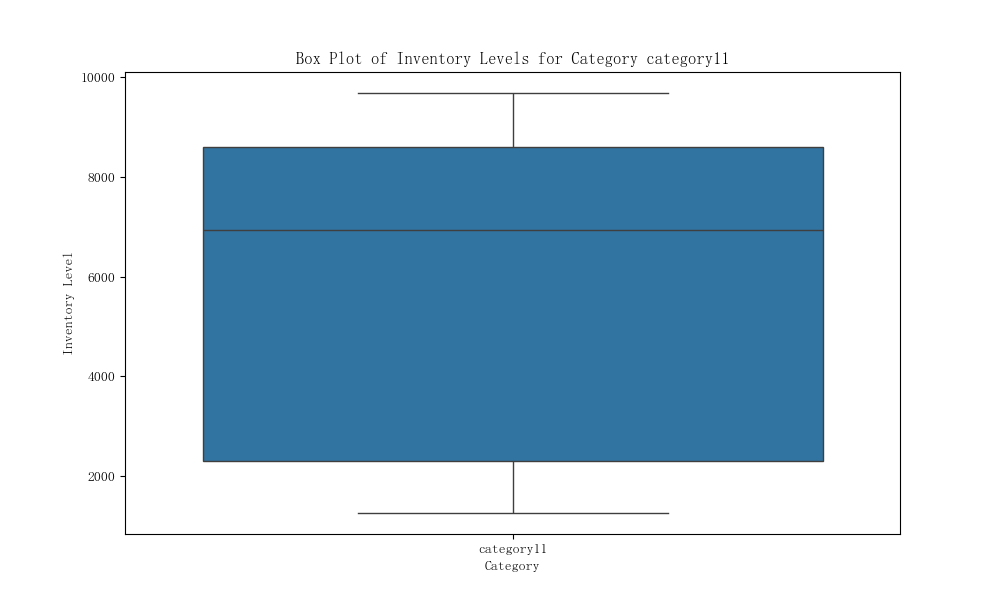 Box Plot of Inventory Levels for Category category11
10000
8000
6000
4000
2000
Inventory Level
category11
Category